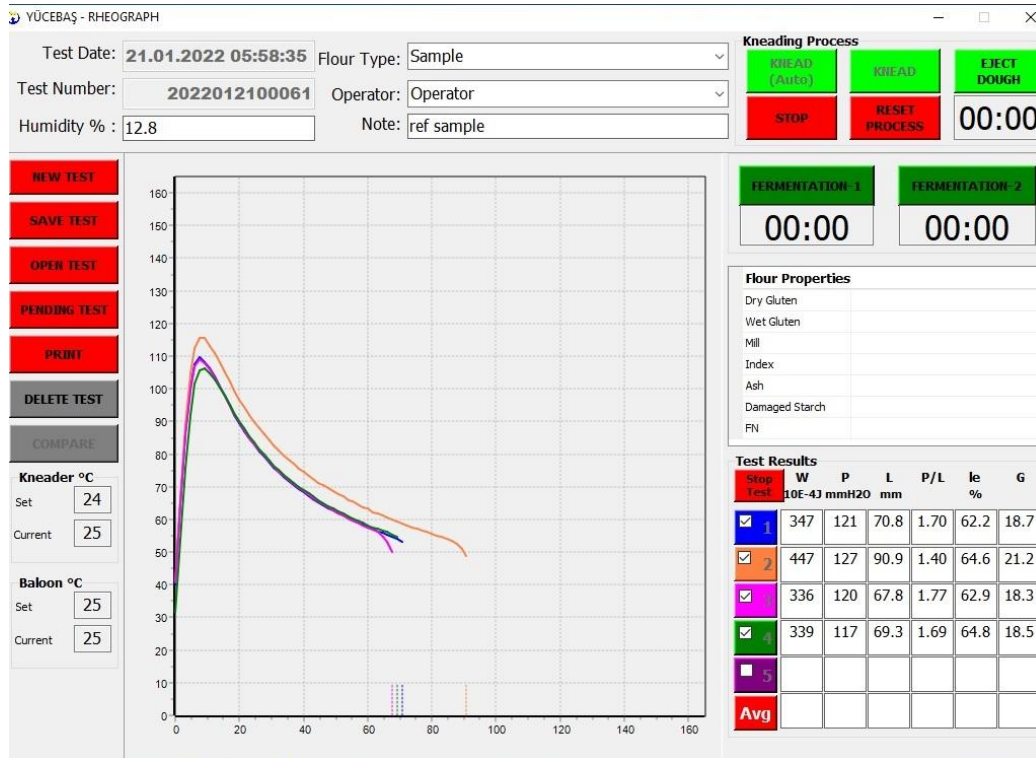 YÜCEBAŞ - RHEOGRAPH
Test Date: 21.01.2022 05:58:35
Flour Type: Sample
Test Number: 2022012100061
Operator: Operator
Humidity % : 12.8
Note: ref sample
Kneading Process
KNEAD (Auto)
KNEAD
EJECT DOUGH
STOP
RESET PROCESS
00:00
NEW TEST
SAVE TEST
OPEN TEST
PENDING TEST
PRINT
DELETE TEST
COMPARE
Kneader ºC
Set 24
Current 25
Baloon ºC
Set 25
Current 25
160
150
140
130
120
110
100
90
80
70
60
50
40
30
20
10
0
0 20 40 60 80 100 120 140 160
FERMENTATION-1 FERMENTATION-2
00:00 00:00
Flour Properties
Dry Gluten
Wet Gluten
Mill
Index
Ash
Damaged Starch
FN
Test Results
Stop Test
W P L P/L Ie G
10E-4J mmH2O mm %
1 347 121 70.8 1.70 62.2 18.7
2 447 127 90.9 1.40 64.6 21.2
3 336 120 67.8 1.77 62.9 18.3
4 339 117 69.3 1.69 64.8 18.5
5
Avg